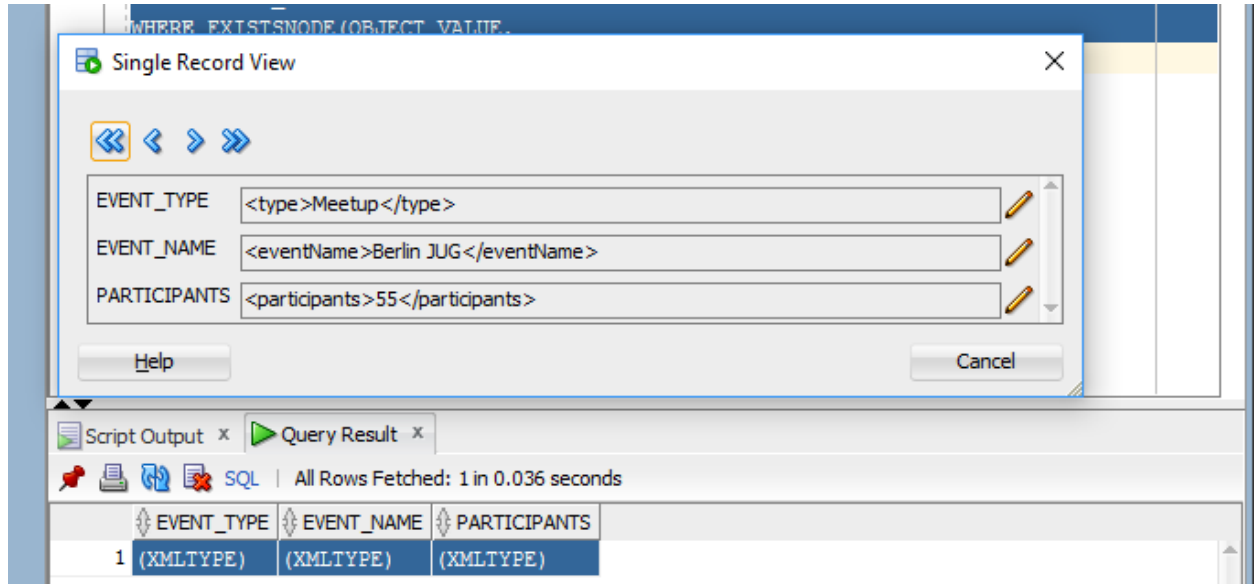 WHERE EXISTSNODE(OBJECT_VALUE,
Single Record View
EVENT_TYPE <type>Meetup</type>
EVENT_NAME <eventName>Berlin JUG</eventName>
PARTICIPANTS <participants>55</participants>
Help Cancel
Script Output x Query Result x
SQL | All Rows Fetched: 1 in 0.036 seconds
EVENT_TYPE EVENT_NAME PARTICIPANTS
1 (XMLTYPE) (XMLTYPE) (XMLTYPE)